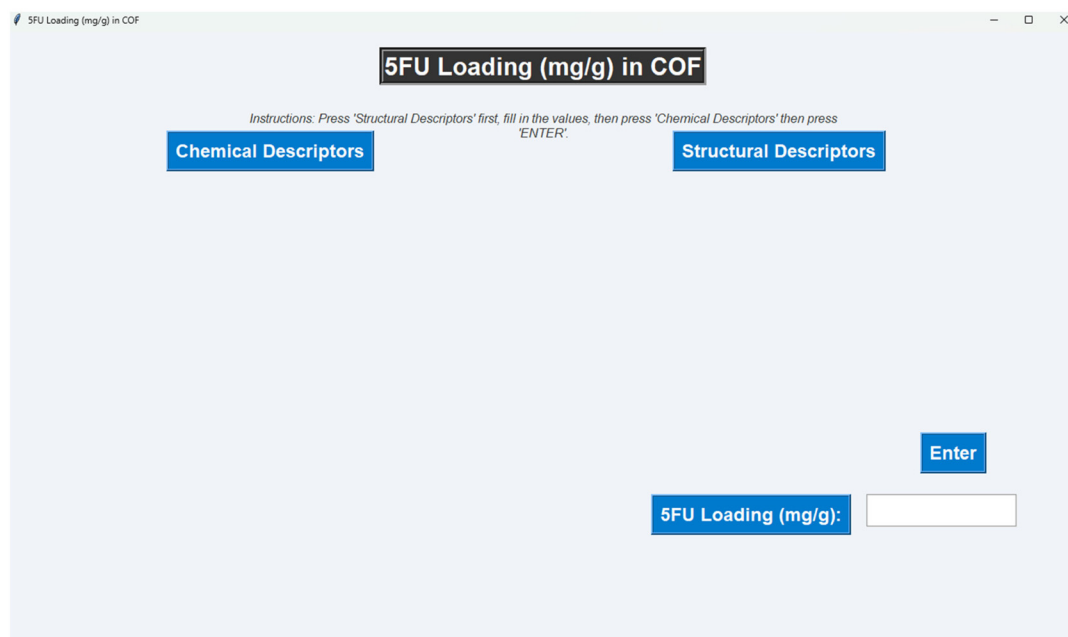 5FU Loading (mg/g) in COF
5FU Loading (mg/g) in COF
Instructions: Press 'Structural Descriptors' first, fill in the values, then press 'Chemical Descriptors' then press
'ENTER'.
Chemical Descriptors
Structural Descriptors
Enter
5FU Loading (mg/g):